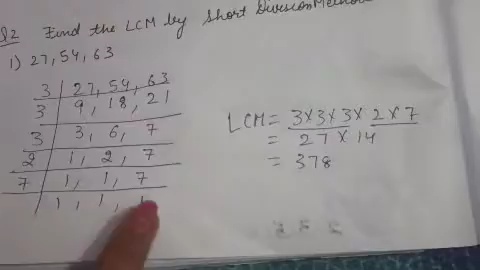 Q2 Find the LCM by Short Division Method
1) 27, 54, 63
3 | 27, 54, 63
3 | 9, 18, 21
3 | 3, 6, 7
2 | 1, 2, 7
7 | 1, 1, 7
| 1, 1, 1
LCM = 3×3×3×2×7
= 27×14
= 378